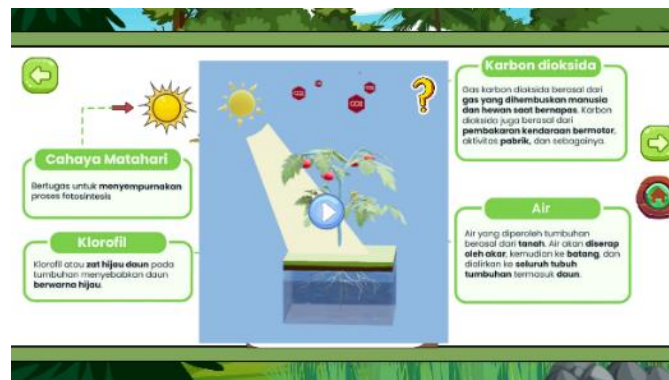 Cahaya Matahari
Bertugas untuk menyempurnakan
proses fotosintesis
Klorofil
Klorofil atau zat hijau daun pada
tumbuhan menyebabkan daun
berwarna hijau.
?
Karbon dioksida
Gas karbon dioksida berasal dari
gas yang dihembuskan manusia
dan hewan saat bernapas. Karbon
dioksida juga berasal dari
pembakaran kendaraan bermotor,
aktivitas pabrik, dan sebagainya.
Air
Air yang diperoleh tumbuhan
berasal dari tanah. Air akan diserap
oleh akar, kemudian ke batang, dan
dialirkan ke seluruh tubuh
tumbuhan termasuk daun.